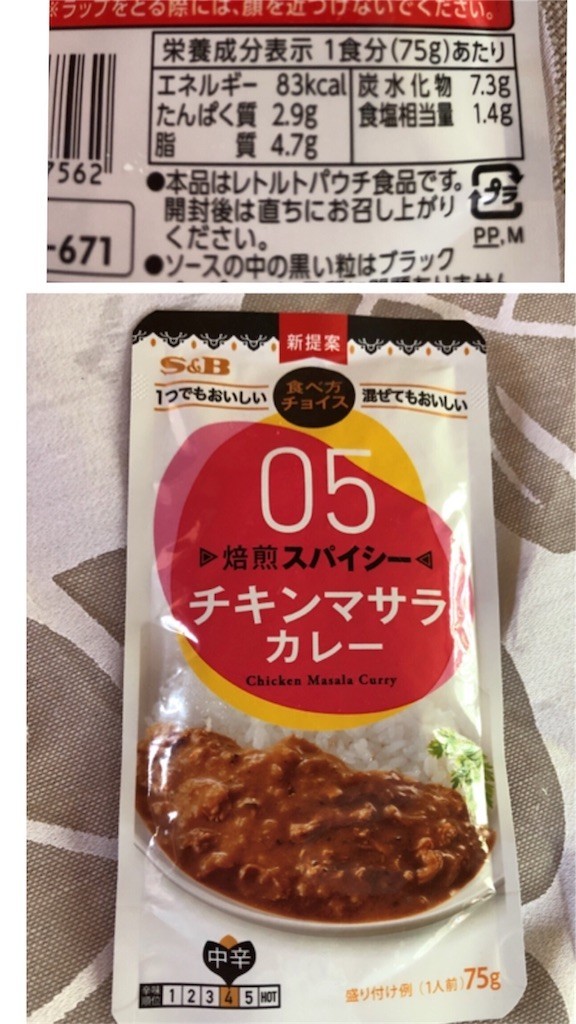 ※ラップをとる際には、顔を近づけないでください。
栄養成分表示 1食分(75g)あたり
エネルギー 83kcal 炭水化物 7.3g
たんぱく質 2.9g 食塩相当量 1.4g
脂質 4.7g
7562
-671
●本品はレトルトパウチ食品です。
開封後は直ちにお召し上がり
ください。
プラ
PP,M
●ソースの中の黒い粒はブラック
新提案
S&B
1つでもおいしい
食べ方
チョイス
混ぜてもおいしい
05
焙煎スパイシー
チキンマサラ
カレー
Chicken Masala Curry
中辛
辛味
順位 1 2 3 4 5 HOT
盛り付け例 (1人前) 75g